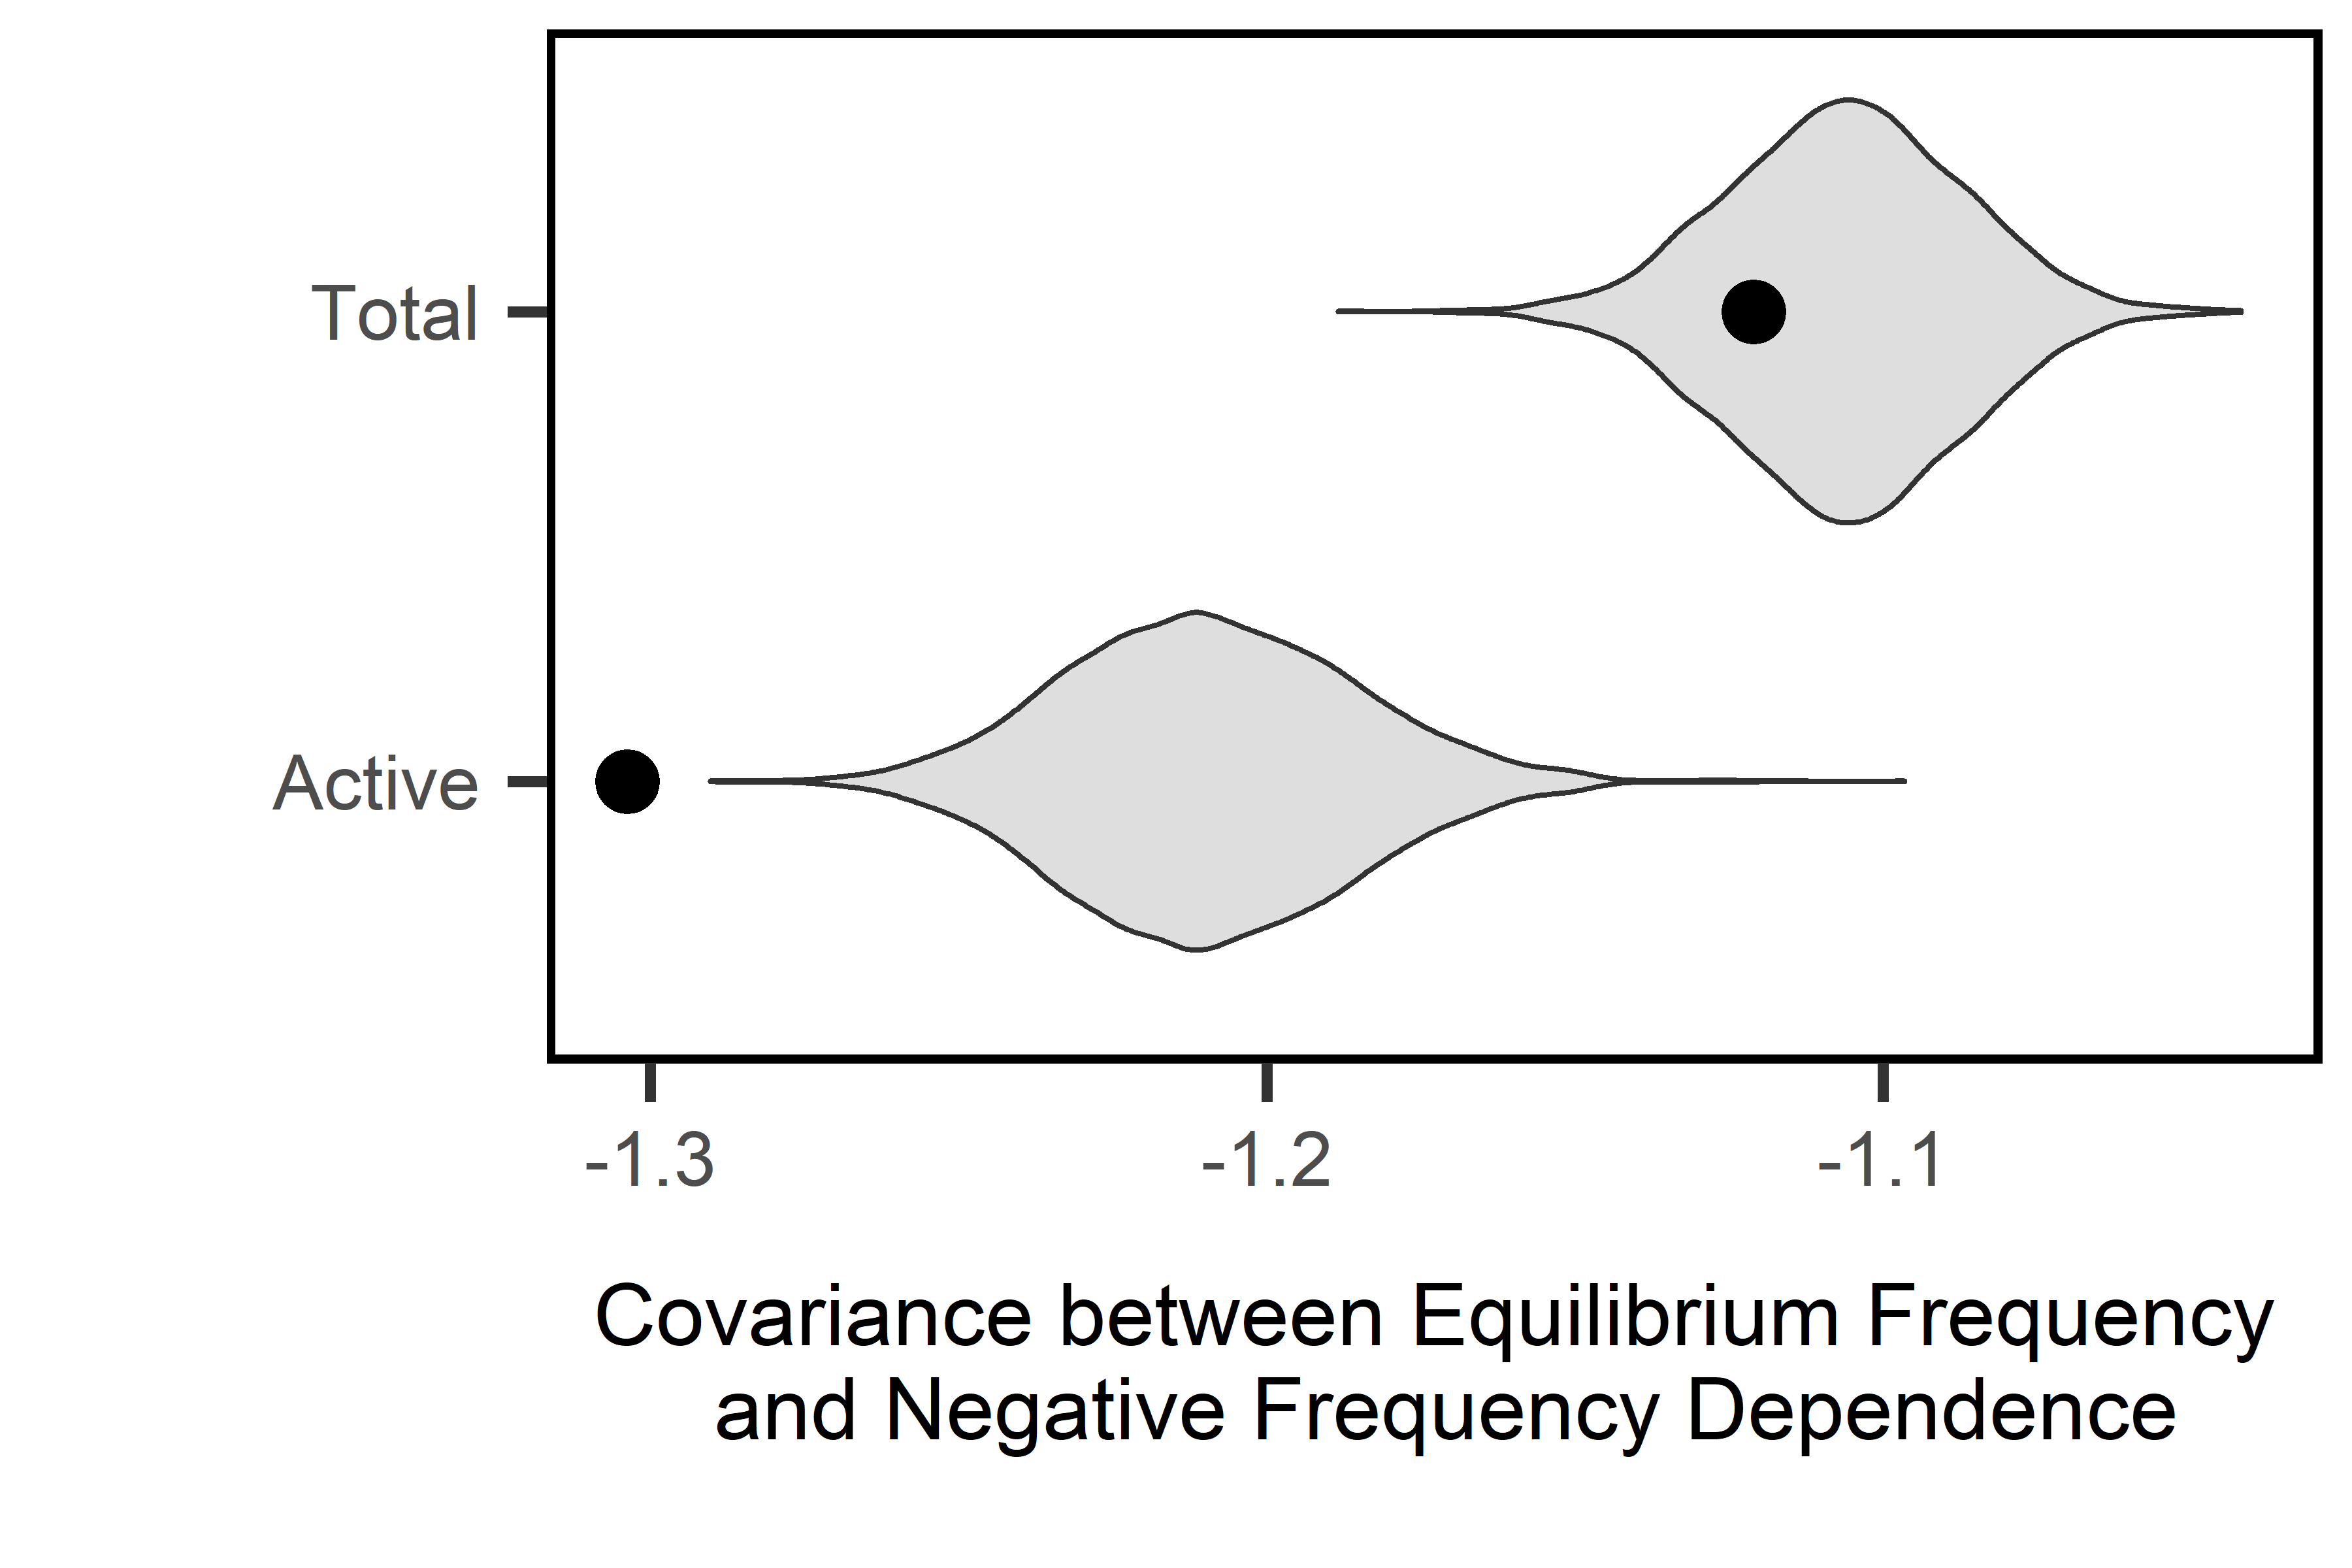 Total
Active
-1.3
-1.2
-1.1
Covariance between Equilibrium Frequency
and Negative Frequency Dependence